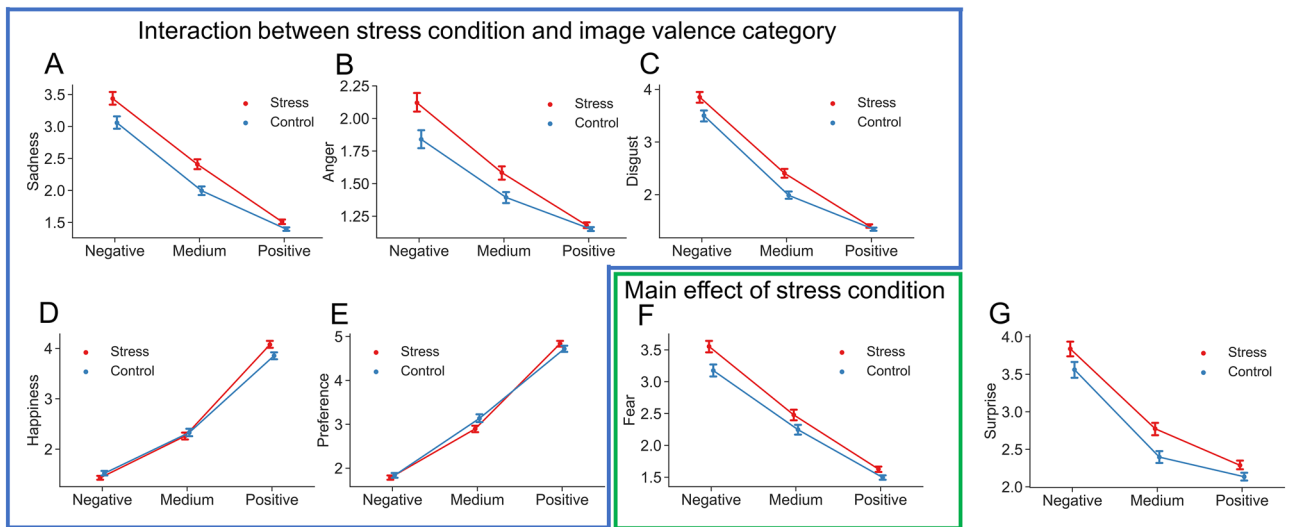 Interaction between stress condition and image valence category
A
Sadness
3.5
3.0
2.5
2.0
1.5
Stress
Control
Negative Medium Positive
B
Anger
2.25
2.00
1.75
1.50
1.25
Stress
Control
Negative Medium Positive
C
Disgust
4
3
2
Stress
Control
Negative Medium Positive
D
Happiness
4
3
2
Stress
Control
Negative Medium Positive
E
Preference
5
4
3
2
Stress
Control
Negative Medium Positive
Main effect of stress condition
F
Fear
3.5
3.0
2.5
2.0
1.5
Stress
Control
Negative Medium Positive
G
Surprise
4.0
3.5
3.0
2.5
2.0
Stress
Control
Negative Medium Positive